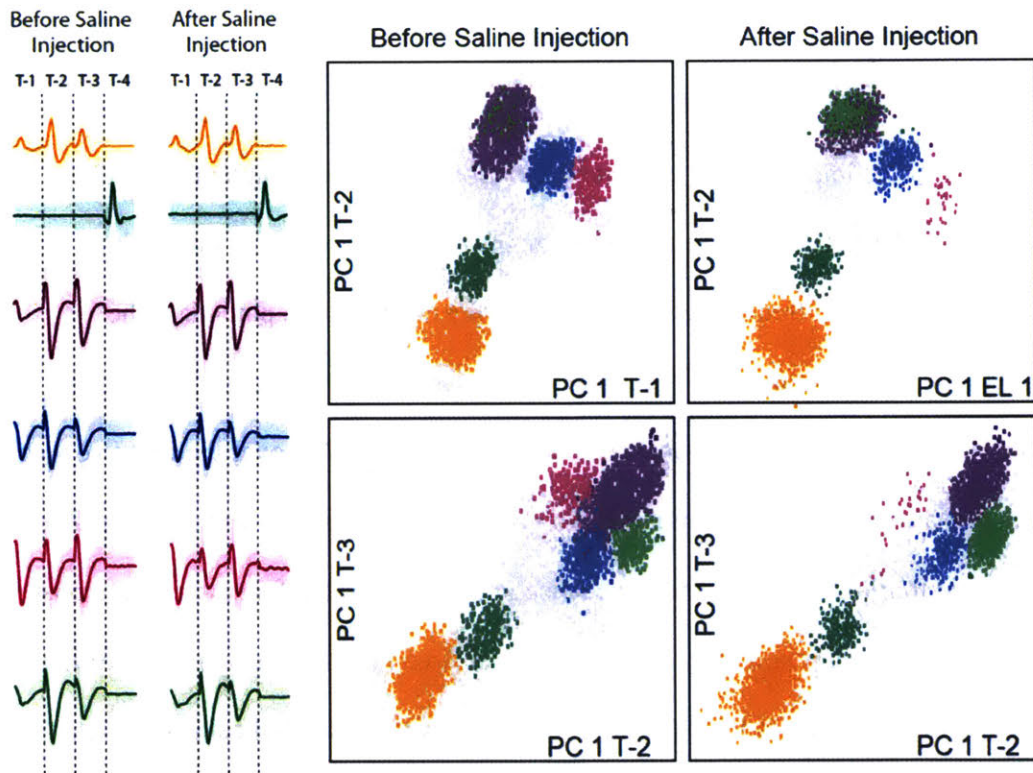 Before Saline
Injection
After Saline
Injection
T-1 T-2 T-3 T-4
T-1 T-2 T-3 T-4
Before Saline Injection
After Saline Injection
PC 1 T-2
PC 1 T-1
PC 1 T-2
PC 1 EL 1
PC 1 T-3
PC 1 T-2
PC 1 T-3
PC 1 T-2